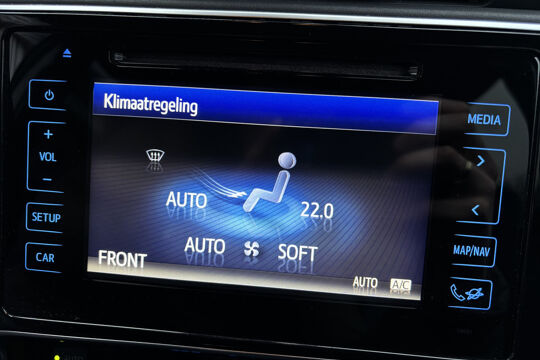 Klimaatregeling
MEDIA
+
VOL
−
AUTO
22.0
SETUP
AUTO
SOFT
MAP/NAV
CAR
FRONT
AUTO
A/C